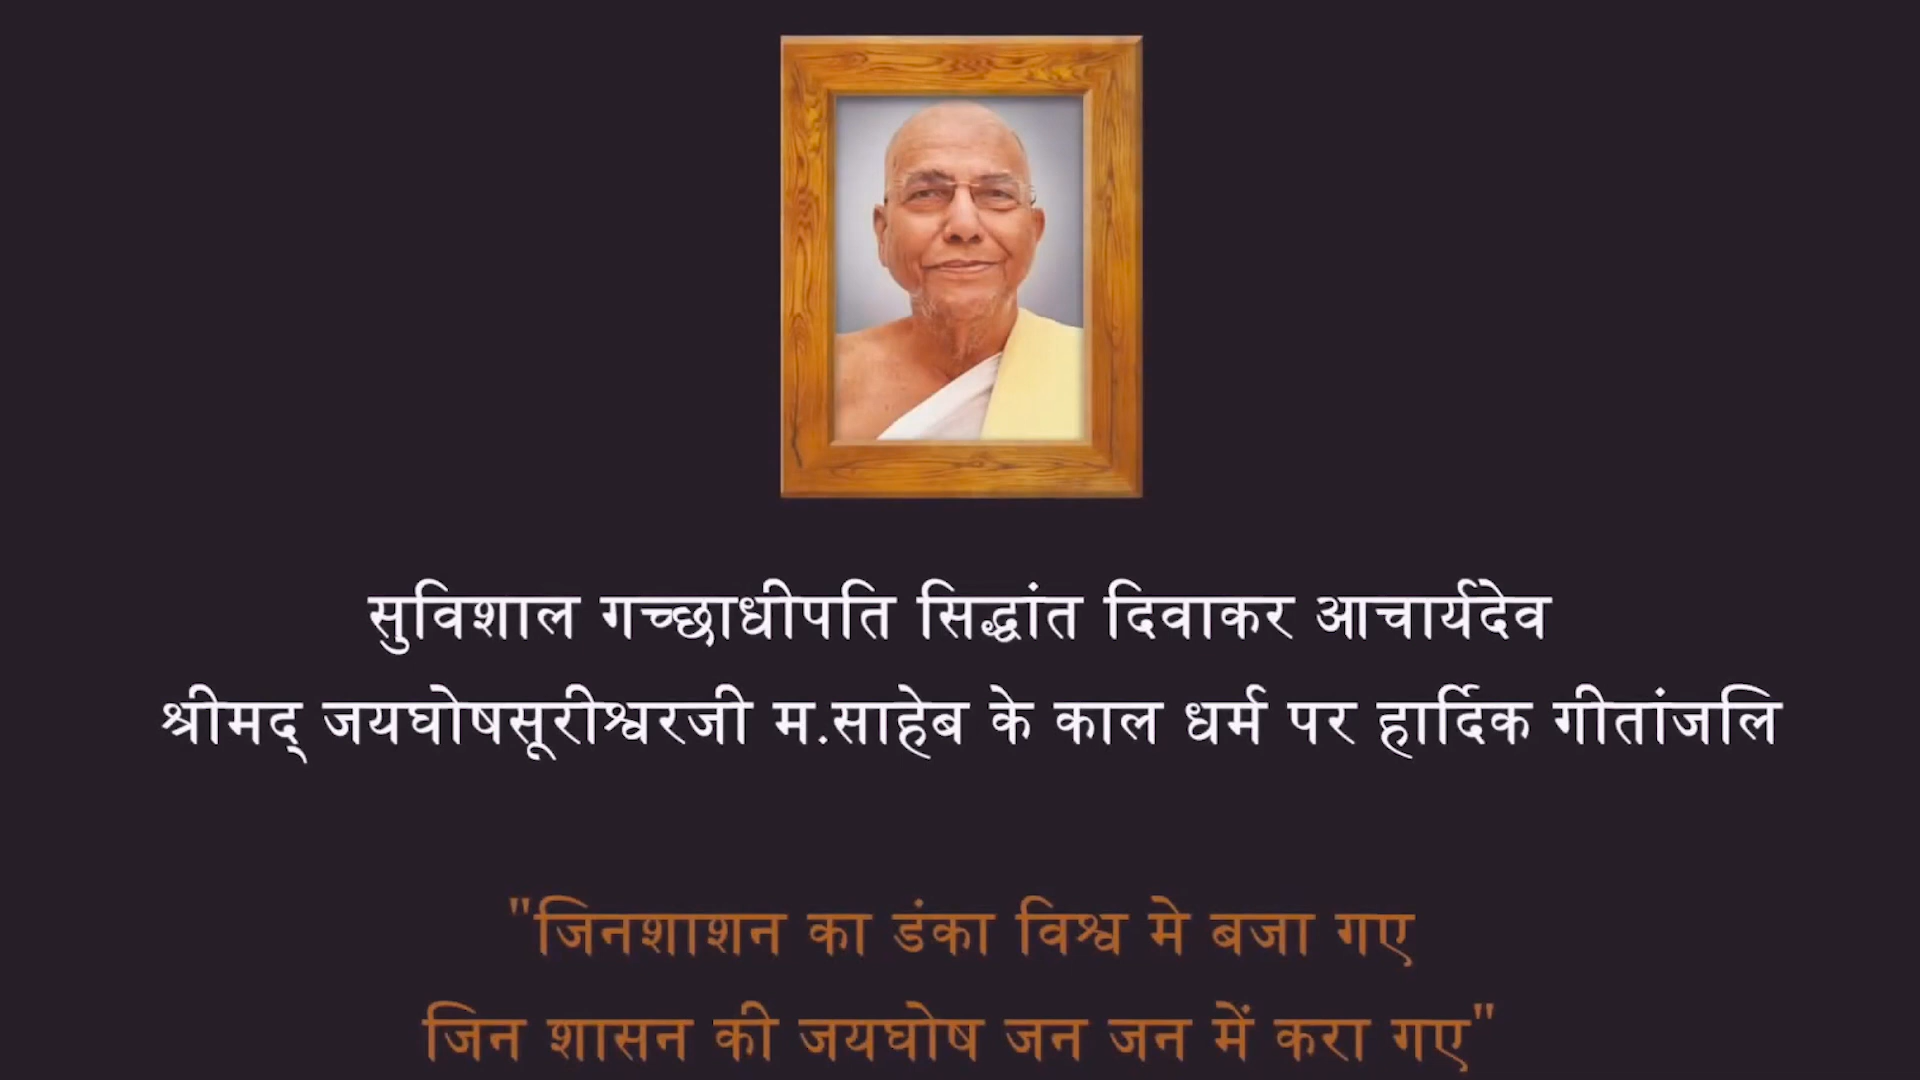 सुविशाल गच्छाधीपति सिद्धांत दिवाकर आचार्यदेव
श्रीमद् जयघोषसूरीश्वरजी म.साहेब के काल धर्म पर हार्दिक गीतांजलि
"जिनशाशन का डंका विश्व मे बजा गए
जिन शासन की जयघोष जन जन में करा गए"